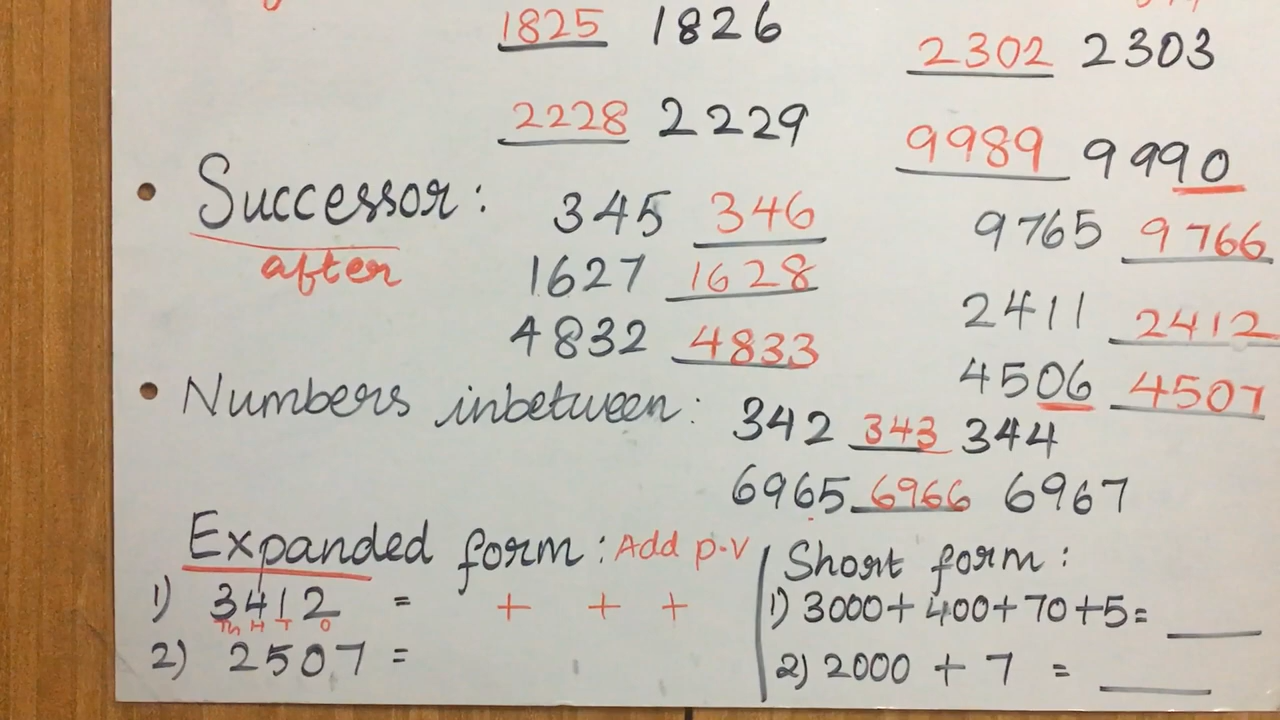 1825 1826
2302 2303
2228 2229
9989 9990
• Successor: 345 346
after
9765 9766
1627 1628
2411 2412
4832 4833
4506 4507
• Numbers inbetween: 342 343 344
6965 6966 6967
Expanded form: Add p.v
1) 3412 = + + +
Th H T O
2) 2507 =
Short form:
1) 3000+400+70+5= ___
2) 2000 + 7 = ___